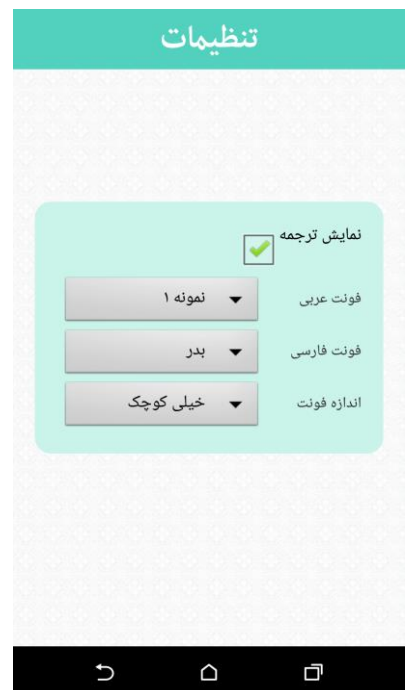 تنظیمات
نمایش ترجمه
فونت عربی نمونه ۱
فونت فارسی بدر
اندازه فونت خیلی کوچک